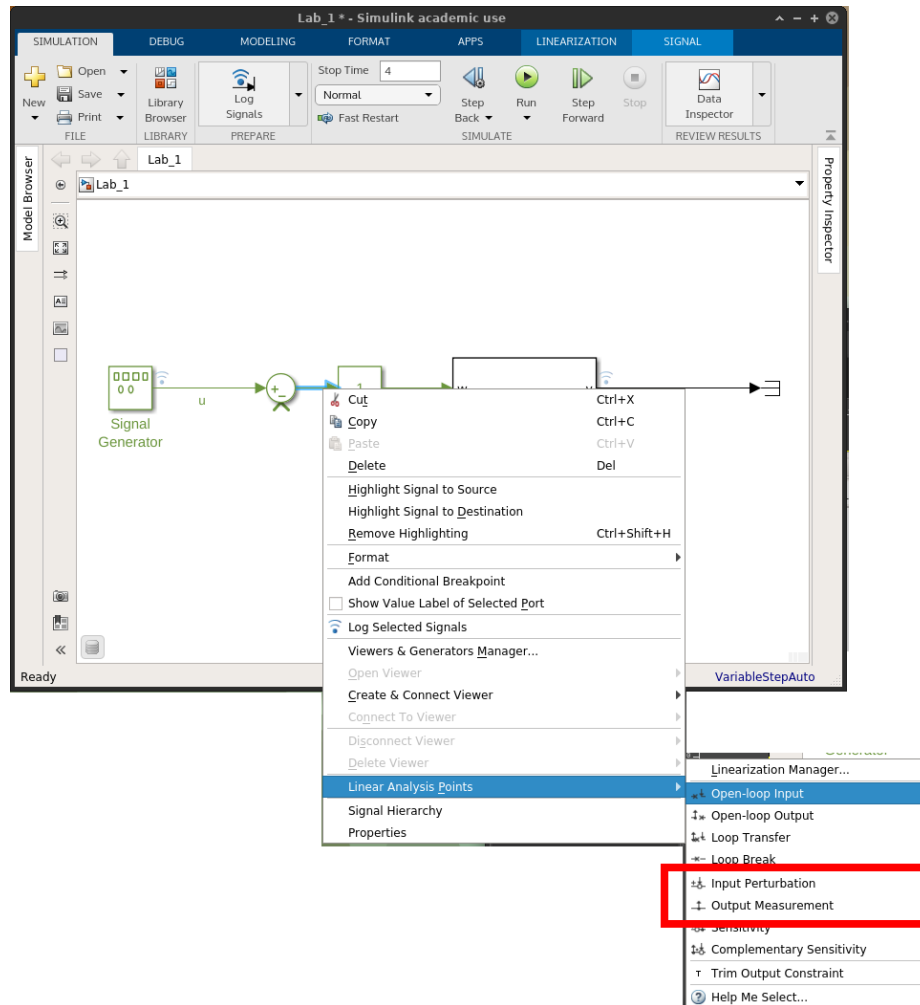 Lab_1 * - Simulink academic use
SIMULATION DEBUG MODELING FORMAT APPS LINEARIZATION SIGNAL
New
Open
Save
Print
FILE
Library
Browser
LIBRARY
Log
Signals
PREPARE
Stop Time 4
Normal
Fast Restart
Step
Back
Run
Step
Forward
Stop
SIMULATE
Data
Inspector
REVIEW RESULTS
Lab_1
Lab_1
Model Browser
Property Inspector
u
Signal
Generator
1
Cut Ctrl+X
Copy Ctrl+C
Paste Ctrl+V
Delete Del
Highlight Signal to Source
Highlight Signal to Destination
Remove Highlighting Ctrl+Shift+H
Format
Add Conditional Breakpoint
Show Value Label of Selected Port
Log Selected Signals
Viewers & Generators Manager...
Open Viewer
Create & Connect Viewer
Connect To Viewer
Disconnect Viewer
Delete Viewer
Linear Analysis Points
Signal Hierarchy
Properties
Ready
VariableStepAuto
Linearization Manager...
Open-loop Input
Open-loop Output
Loop Transfer
Loop Break
Input Perturbation
Output Measurement
Sensitivity
Complementary Sensitivity
Trim Output Constraint
Help Me Select...